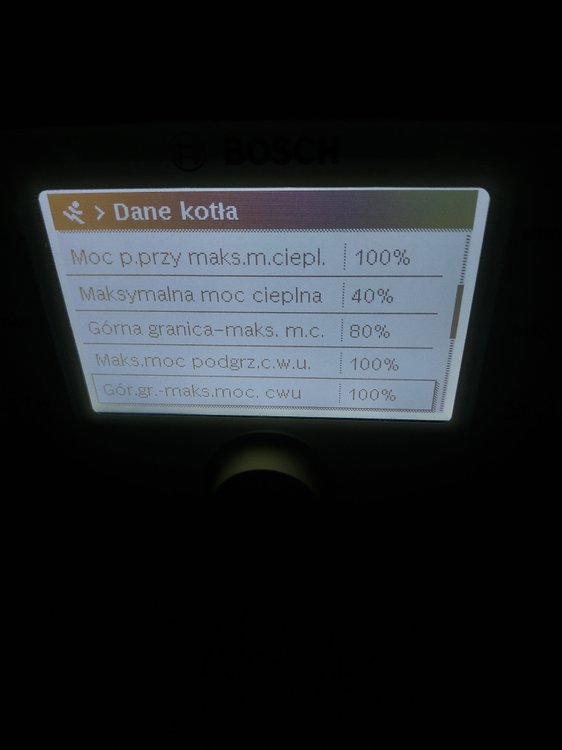 BOSCH
> Dane kotła
Moc p.przy maks.m.ciepl. 100%
Maksymalna moc cieplna 40%
Górna granica-maks. m.c. 80%
Maks.moc podgrz.c.w.u. 100%
Gór.gr.-maks.moc. cwu 100%